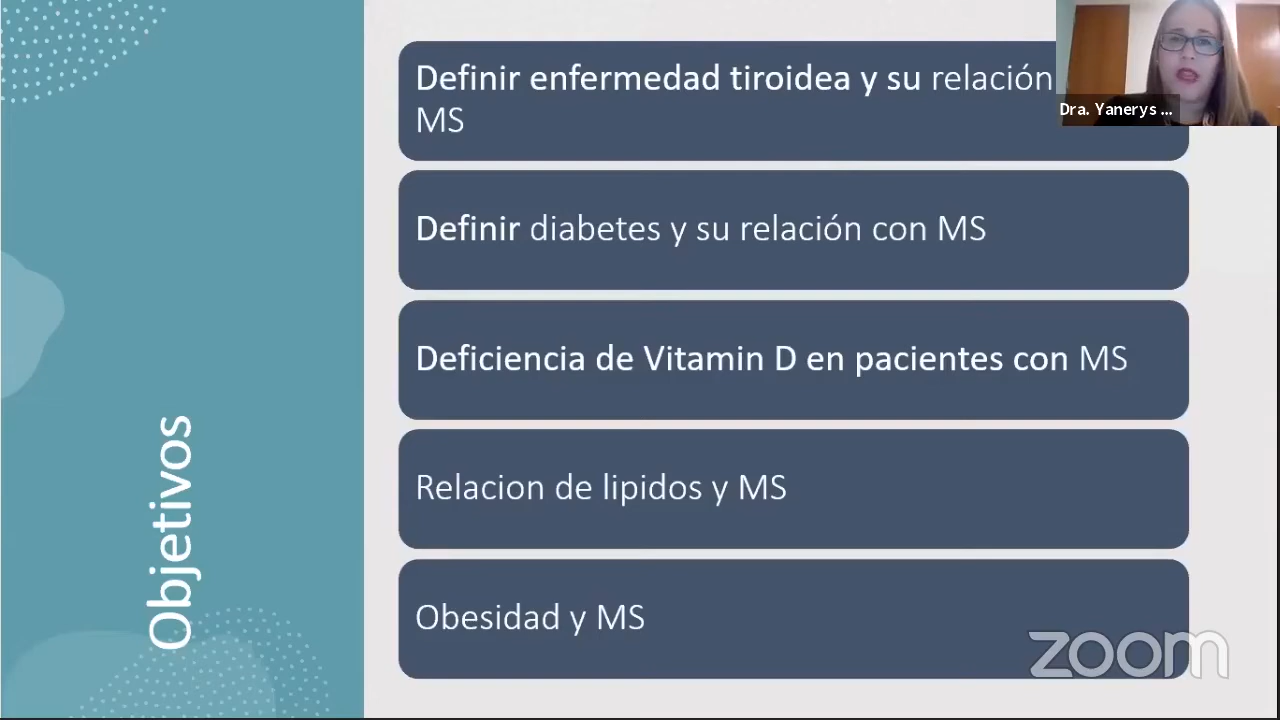 Objetivos
Definir enfermedad tiroidea y su relación
MS
Definir diabetes y su relación con MS
Deficiencia de Vitamin D en pacientes con MS
Relacion de lipidos y MS
Obesidad y MS
Dra. Yanerys ...
zoom